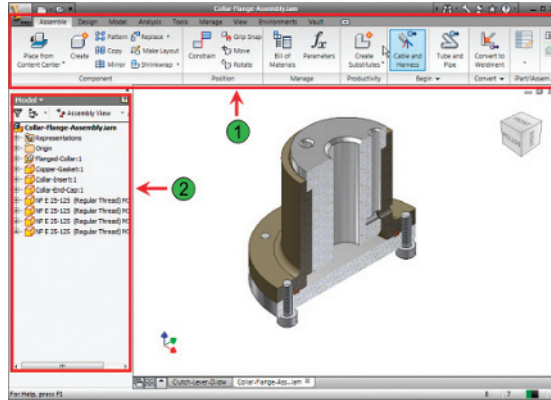 Collar Flange Assembly.iam
Assemble Design Model Analysis Tools Manage View Environments Vault
Place from Content Center
Create
Pattern
Copy
Mirror
Replace
Make Layout
Shrinkwrap
Component
Constrain
Grip Snap
Move
Rotate
Position
Bill of Materials
Parameters
Manage
Create Substitutes
Productivity
Cable and Harness
Tube and Pipe
Begin
Convert to Weldment
Convert
Part/Assem
1
Model
Assembly View
Collar-Flange-Assembly.iam
Representations
Origin
Flanged-Collar:1
Copper-Gasket:1
Collar-Insert:1
Collar-End-Cap:1
NF E 25-125 (Regular Thread)
NF E 25-125 (Regular Thread)
NF E 25-125 (Regular Thread)
NF E 25-125 (Regular Thread)
2
FRONT
Clutch-Lever-D.idw
Collar-Flange-Ass...iam
For Help, press F1
8 7